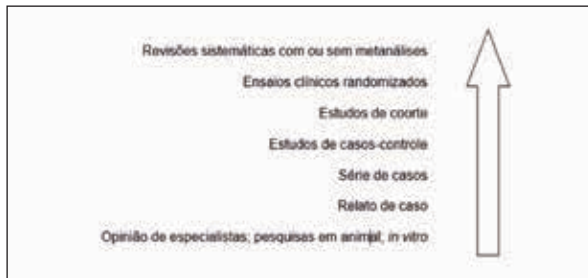 Revisões sistemáticas com ou sem metanálises
Ensaios clínicos randomizados
Estudos de coorte
Estudos de casos-controle
Série de casos
Relato de caso
Opinião de especialistas; pesquisas em animal; in vitro